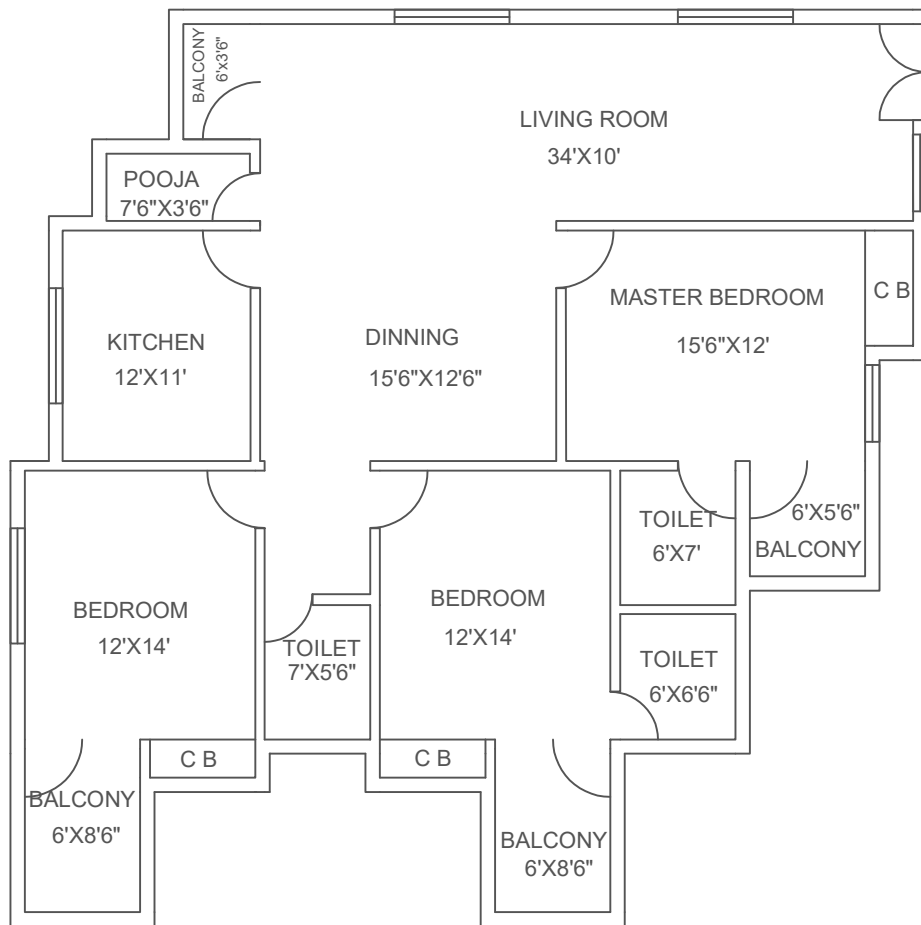 BALCONY
6'x3'6"
LIVING ROOM
34'X10'
POOJA
7'6"X3'6"
KITCHEN
12'X11'
DINNING
15'6"X12'6"
MASTER BEDROOM
15'6"X12'
C B
TOILET
6'X7'
6'X5'6"
BALCONY
BEDROOM
12'X14'
TOILET
7'X5'6"
BEDROOM
12'X14'
TOILET
6'X6'6"
C B
C B
BALCONY
6'X8'6"
BALCONY
6'X8'6"